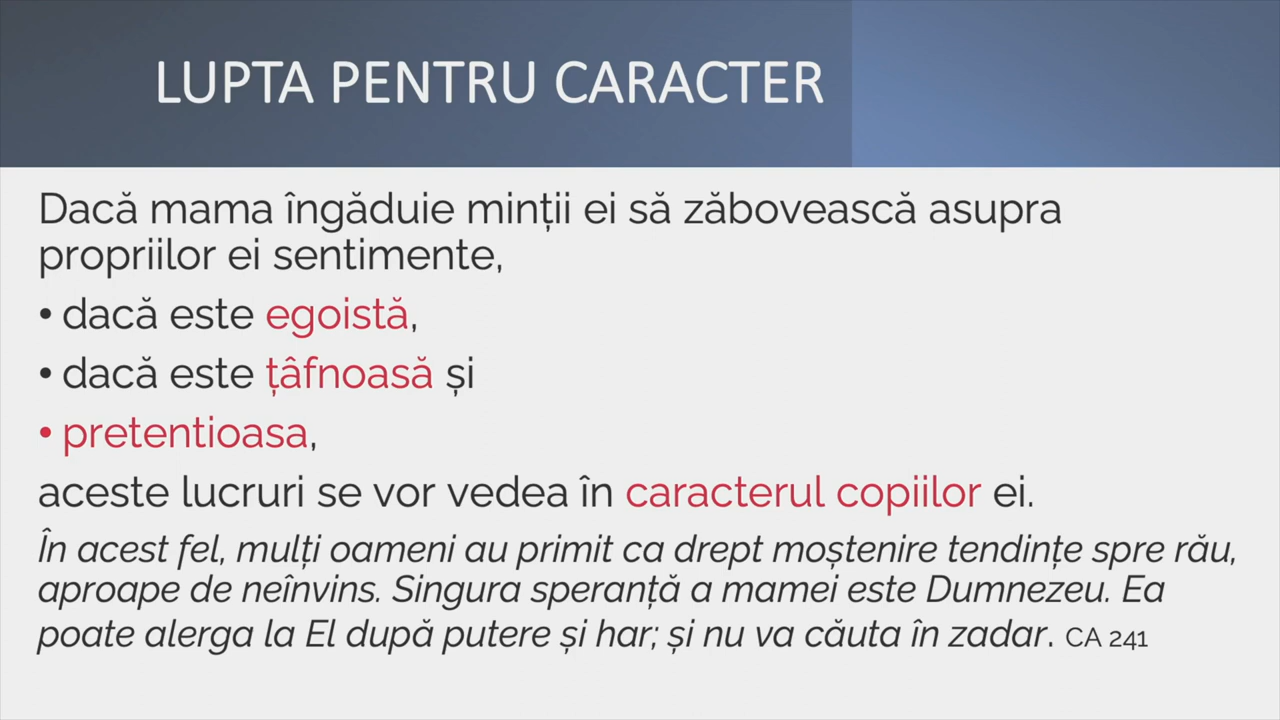 LUPTA PENTRU CARACTER
Dacă mama îngăduie minții ei să zăbovească asupra
propriilor ei sentimente,
• dacă este egoistă,
• dacă este țâfnoasă și
• pretentioasa,
aceste lucruri se vor vedea în caracterul copiilor ei.
În acest fel, mulți oameni au primit ca drept moștenire tendințe spre rău,
aproape de neînvins. Singura speranță a mamei este Dumnezeu. Ea
poate alerga la El după putere și har; și nu va căuta în zadar. CA 241